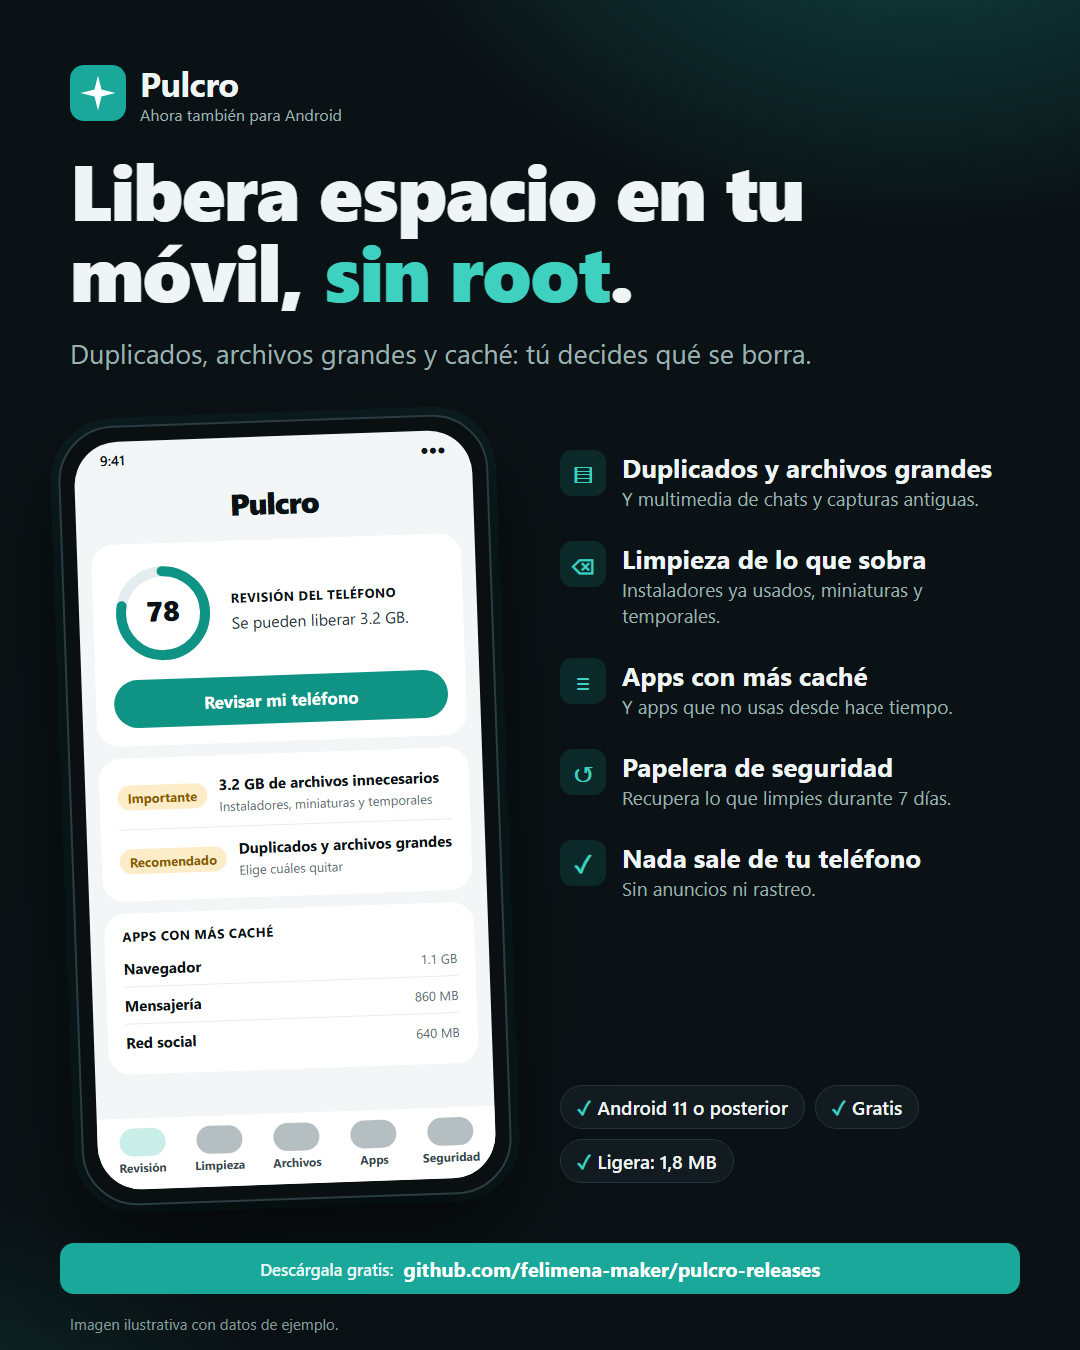 Pulcro
Ahora también para Android
Libera espacio en tu
móvil, sin root.
Duplicados, archivos grandes y caché: tú decides qué se borra.
9:41
Pulcro
78
REVISIÓN DEL TELÉFONO
Se pueden liberar 3.2 GB.
Revisar mi teléfono
Importante
3.2 GB de archivos innecesarios
Instaladores, miniaturas y temporales
Recomendado
Duplicados y archivos grandes
Elige cuáles quitar
APPS CON MÁS CACHÉ
Navegador 1.1 GB
Mensajería 860 MB
Red social 640 MB
Revisión Limpieza Archivos Apps Seguridad
Duplicados y archivos grandes
Y multimedia de chats y capturas antiguas.
Limpieza de lo que sobra
Instaladores ya usados, miniaturas y
temporales.
Apps con más caché
Y apps que no usas desde hace tiempo.
Papelera de seguridad
Recupera lo que limpies durante 7 días.
Nada sale de tu teléfono
Sin anuncios ni rastreo.
✓ Android 11 o posterior ✓ Gratis
✓ Ligera: 1,8 MB
Descárgala gratis: github.com/felimena-maker/pulcro-releases
Imagen ilustrativa con datos de ejemplo.